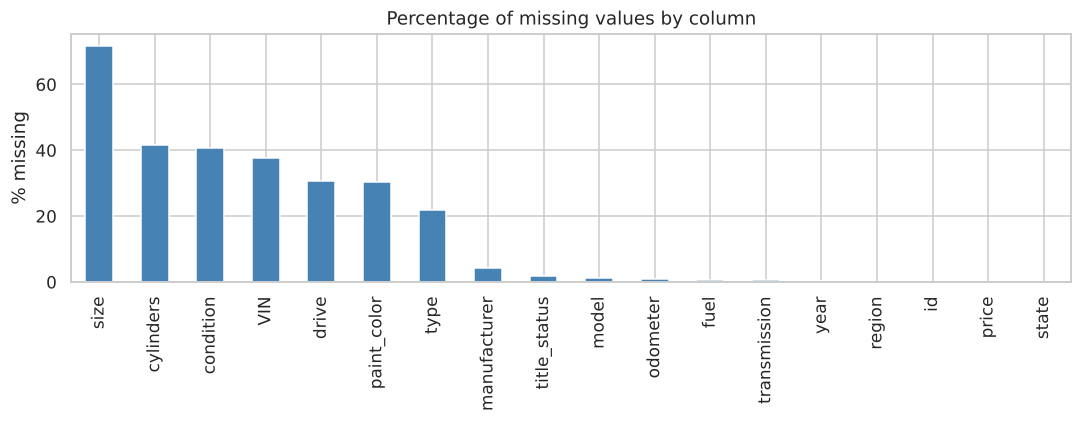 Percentage of missing values by column
% missing
60
40
20
0
size
cylinders
condition
VIN
drive
paint_color
type
manufacturer
title_status
model
odometer
fuel
transmission
year
region
id
price
state